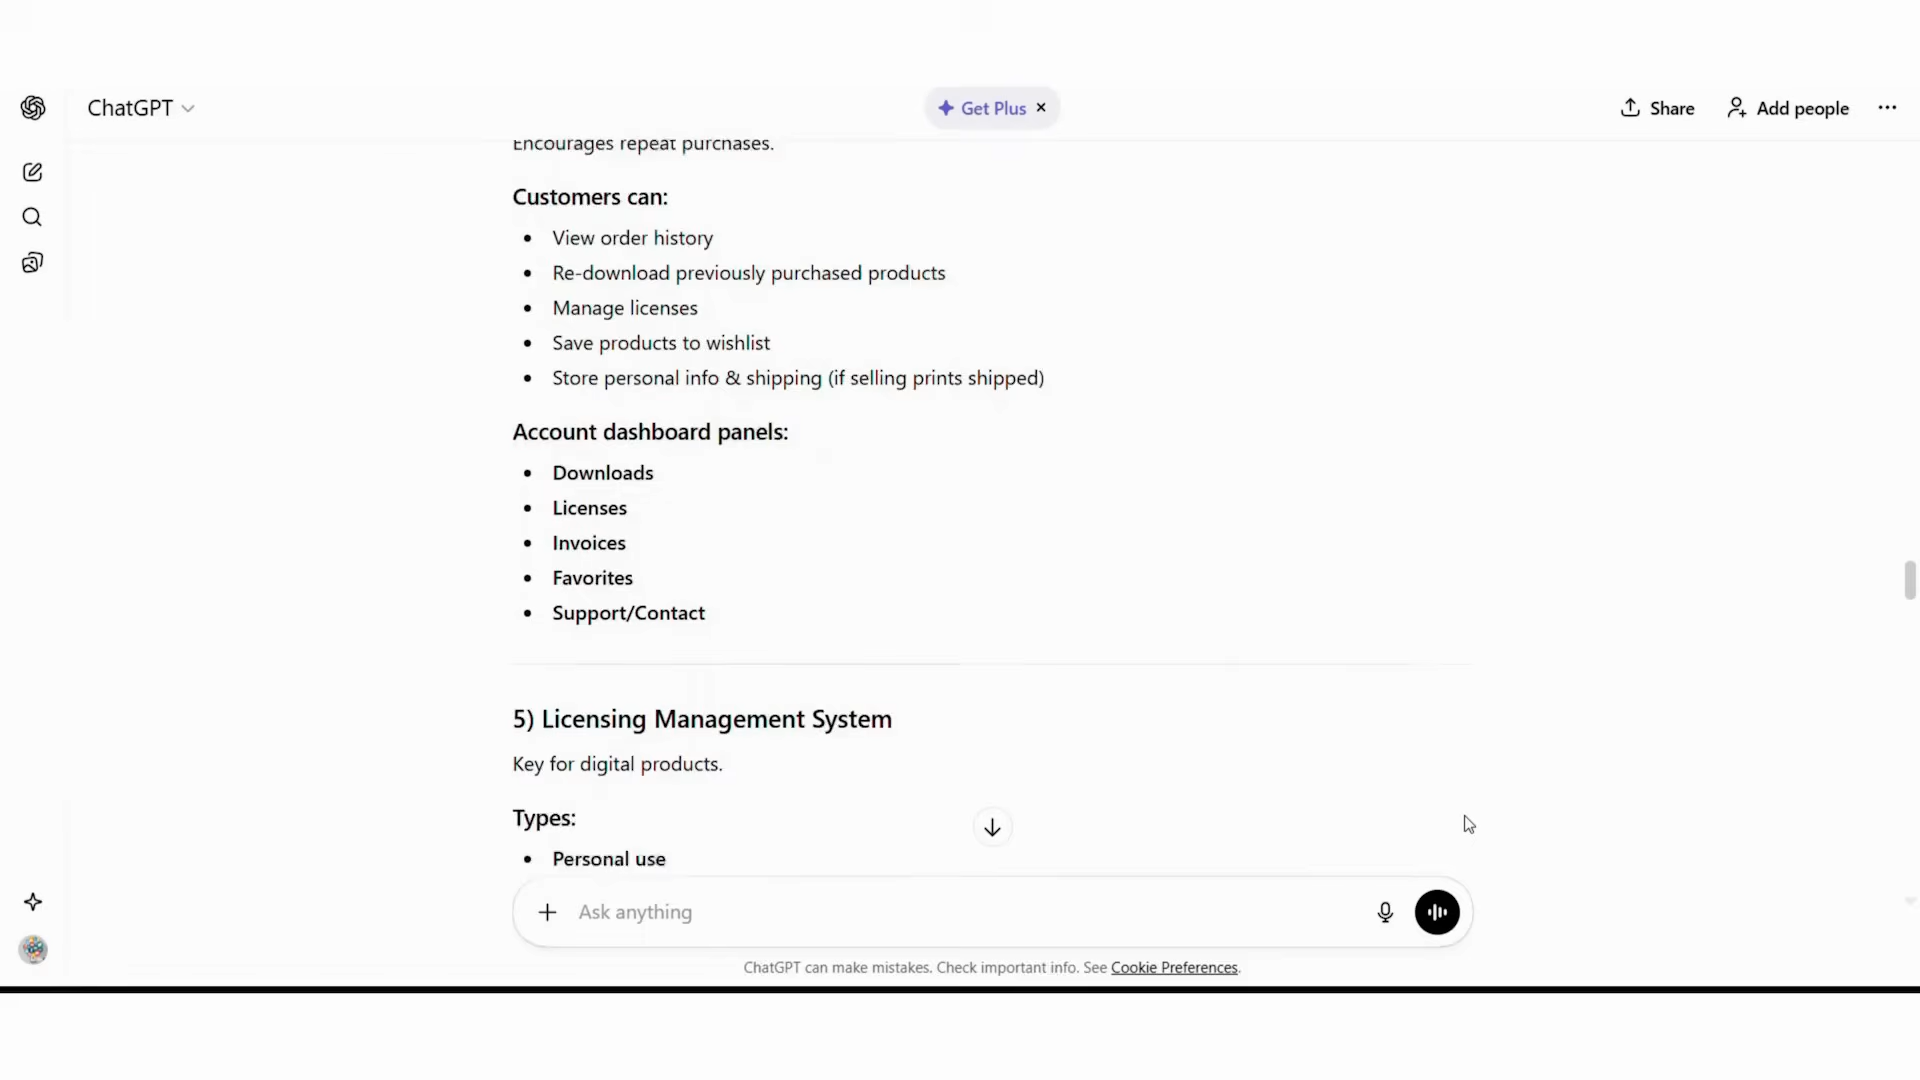 ChatGPT
Get Plus ×
Share
Add people
Encourages repeat purchases.
Customers can:
• View order history
• Re-download previously purchased products
• Manage licenses
• Save products to wishlist
• Store personal info & shipping (if selling prints shipped)
Account dashboard panels:
• Downloads
• Licenses
• Invoices
• Favorites
• Support/Contact
5) Licensing Management System
Key for digital products.
Types:
• Personal use
Ask anything
ChatGPT can make mistakes. Check important info. See Cookie Preferences.